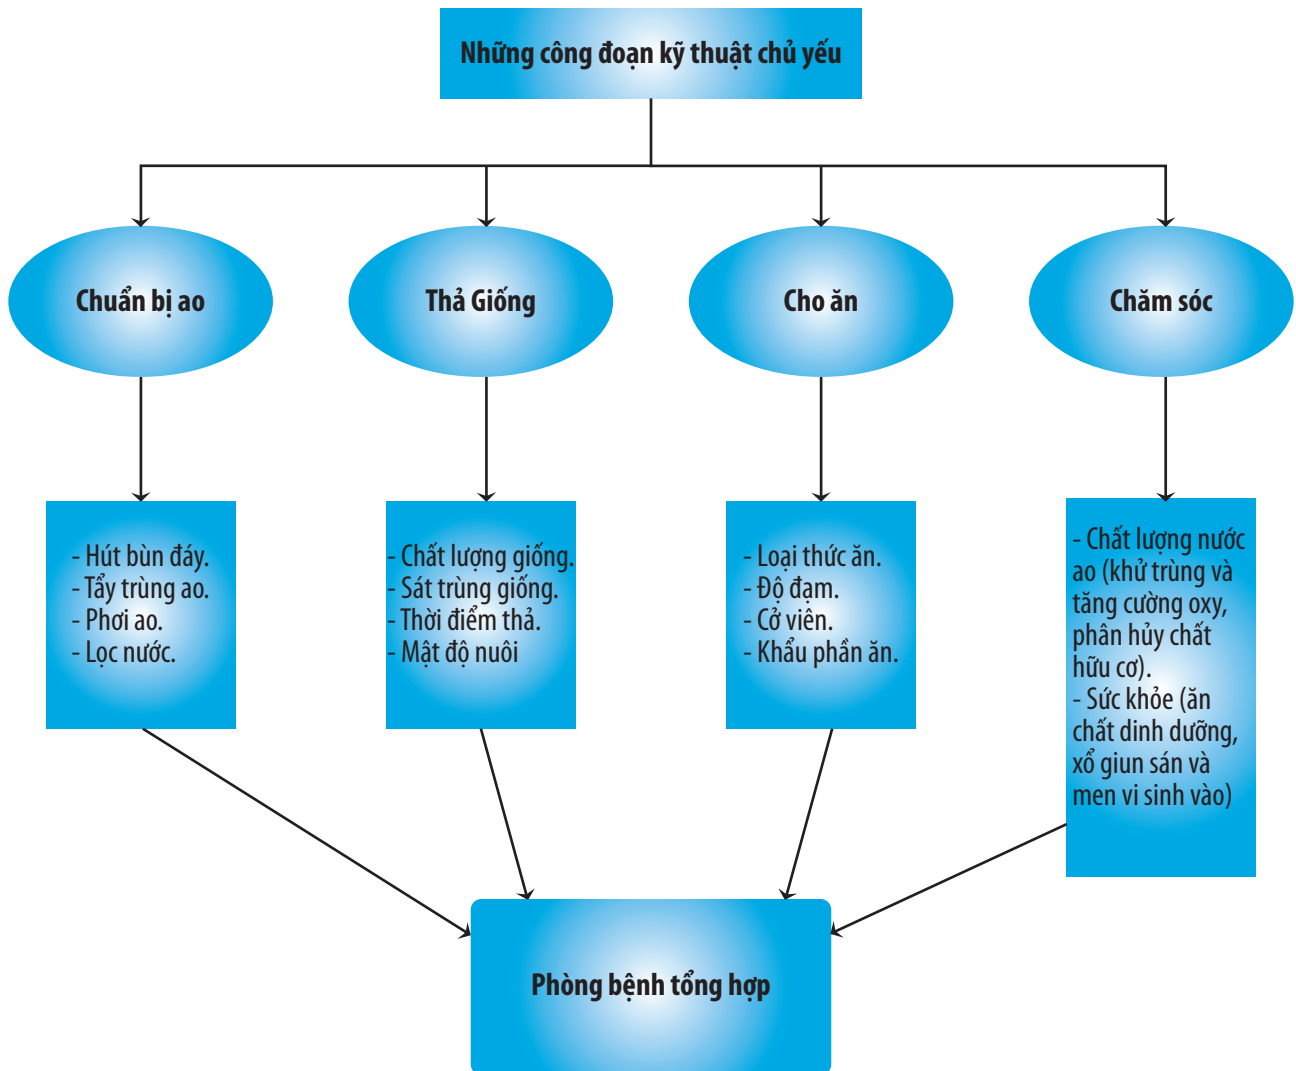 Những công đoạn kỹ thuật chủ yếu
Chuẩn bị ao
Thả Giống
Cho ăn
Chăm sóc
- Hút bùn đáy.
- Tẩy trùng ao.
- Phơi ao.
- Lọc nước.
- Chất lượng giống.
- Sát trùng giống.
- Thời điểm thả.
- Mật độ nuôi
- Loại thức ăn.
- Độ đạm.
- Cở viên.
- Khẩu phần ăn.
- Chất lượng nước
ao (khử trùng và
tăng cường oxy,
phân hủy chất
hữu cơ).
- Sức khỏe (ăn
chất dinh dưỡng,
xổ giun sán và
men vi sinh vào)
Phòng bệnh tổng hợp